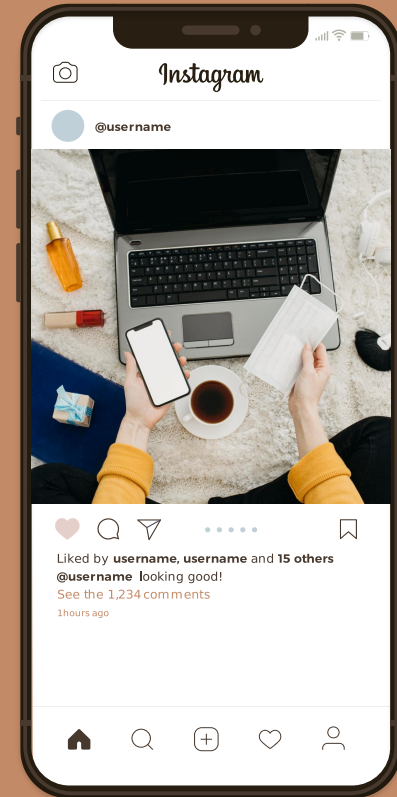 Instagram
@username
Liked by username, username and 15 others
@username looking good!
See the 1,234 comments
1hours ago